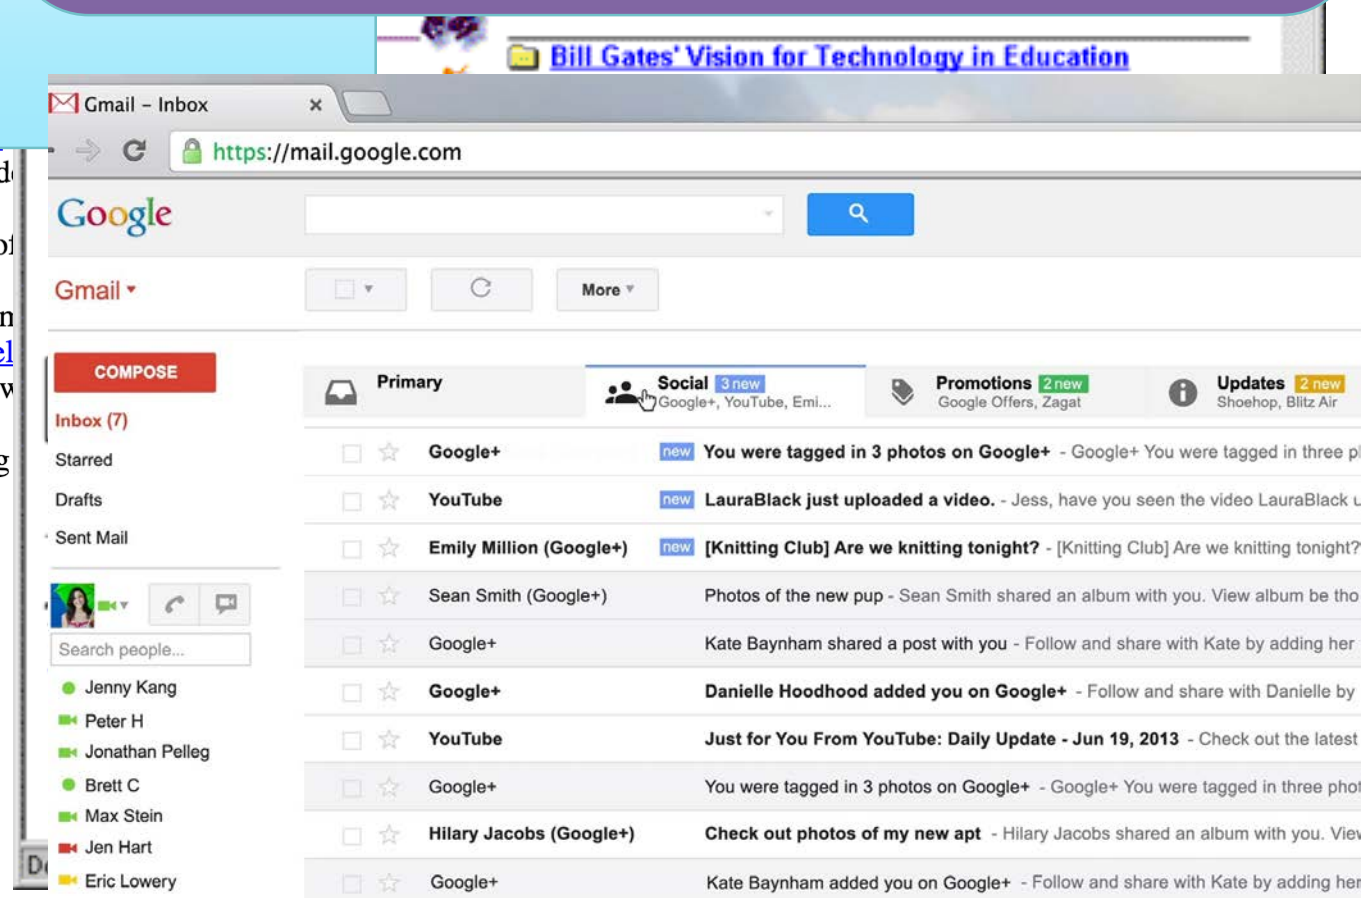 Bill Gates' Vision for Technology in Education
Gmail – Inbox ×
https://mail.google.com
Google
Gmail
More
COMPOSE
Inbox (7)
Starred
Drafts
Sent Mail
Search people...
Jenny Kang
Peter H
Jonathan Pelleg
Brett C
Max Stein
Jen Hart
Eric Lowery
Primary
Social 3 new
Google+, YouTube, Emi...
Promotions 2 new
Google Offers, Zagat
Updates 2 new
Shoehop, Blitz Air
Google+ new You were tagged in 3 photos on Google+ - Google+ You were tagged in three
YouTube new LauraBlack just uploaded a video. - Jess, have you seen the video LauraBlack
Emily Million (Google+) new [Knitting Club] Are we knitting tonight? - [Knitting Club] Are we knitting tonight?
Sean Smith (Google+) Photos of the new pup - Sean Smith shared an album with you. View album be tho
Google+ Kate Baynham shared a post with you - Follow and share with Kate by adding her
Google+ Danielle Hoodhood added you on Google+ - Follow and share with Danielle by
YouTube Just for You From YouTube: Daily Update - Jun 19, 2013 - Check out the latest
Google+ You were tagged in 3 photos on Google+ - Google+ You were tagged in three phot
Hilary Jacobs (Google+) Check out photos of my new apt - Hilary Jacobs shared an album with you. View
Google+ Kate Baynham added you on Google+ - Follow and share with Kate by adding her